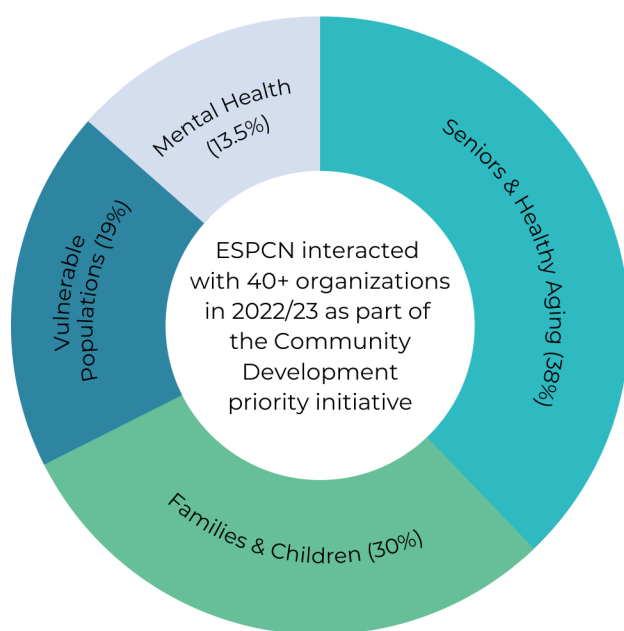 Mental Health
(13.5%)
Seniors & Healthy Aging (38%)
Vulnerable
Populations (19%)
ESPCN interacted
with 40+ organizations
in 2022/23 as part of
the Community
Development
priority initiative
Families & Children (30%)